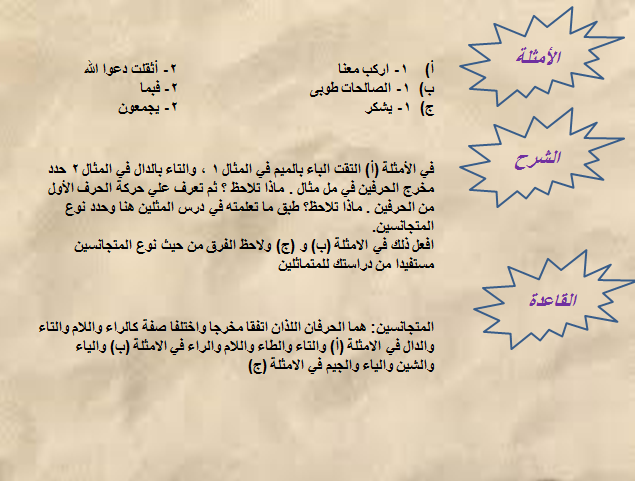 الأمثلة
أ) ١- اركب معنا ٢- أثقلت دعوا الله
ب) ١- الصالحات طوبى ٢- فبما
ج) ١- يشكر ٢- يجمعون
الشرح
في الأمثلة (أ) التقت الباء بالميم في المثال ١ ، والتاء بالدال في المثال ٢ حدد
مخرج الحرفين في مل مثال . ماذا تلاحظ ؟ ثم تعرف علي حركة الحرف الأول
من الحرفين . ماذا تلاحظ؟ طبق ما تعلمته في درس المثلين هنا وحدد نوع
المتجانسين.
افعل ذلك في الامثلة (ب) و (ج) ولاحظ الفرق من حيث نوع المتجانسين
مستفيدا من دراستك للمتماثلين
القاعدة
المتجانسين: هما الحرفان اللذان اتفقا مخرجا واختلفا صفة كالراء واللام والتاء
والدال في الامثلة (أ) والتاء والطاء واللام والراء في الامثلة (ب) والياء
والشين والياء والجيم في الامثلة (ج)